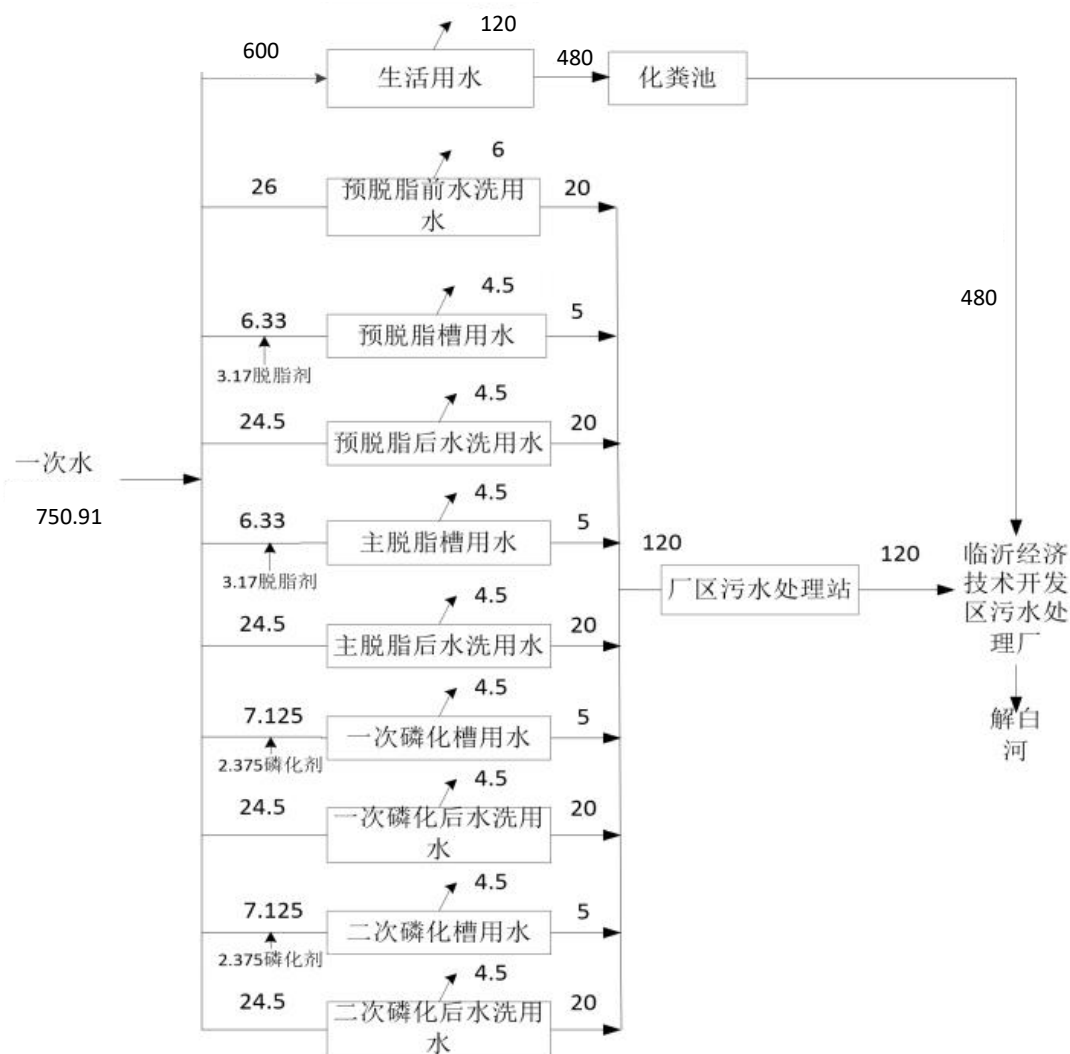 120
600
生活用水
480
化粪池
6
26
预脱脂前水洗用
水
20
4.5
6.33
预脱脂槽用水
5
480
3.17脱脂剂
4.5
24.5
预脱脂后水洗用水
20
一次水
750.91
4.5
6.33
主脱脂槽用水
5
3.17脱脂剂
120
厂区污水处理站
120
临沂经济
技术开发
区污水处
理厂
4.5
24.5
主脱脂后水洗用水
20
4.5
7.125
一次磷化槽用水
5
2.375磷化剂
解白
河
4.5
24.5
一次磷化后水洗用
水
20
4.5
7.125
二次磷化槽用水
5
2.375磷化剂
4.5
24.5
二次磷化后水洗用
水
20